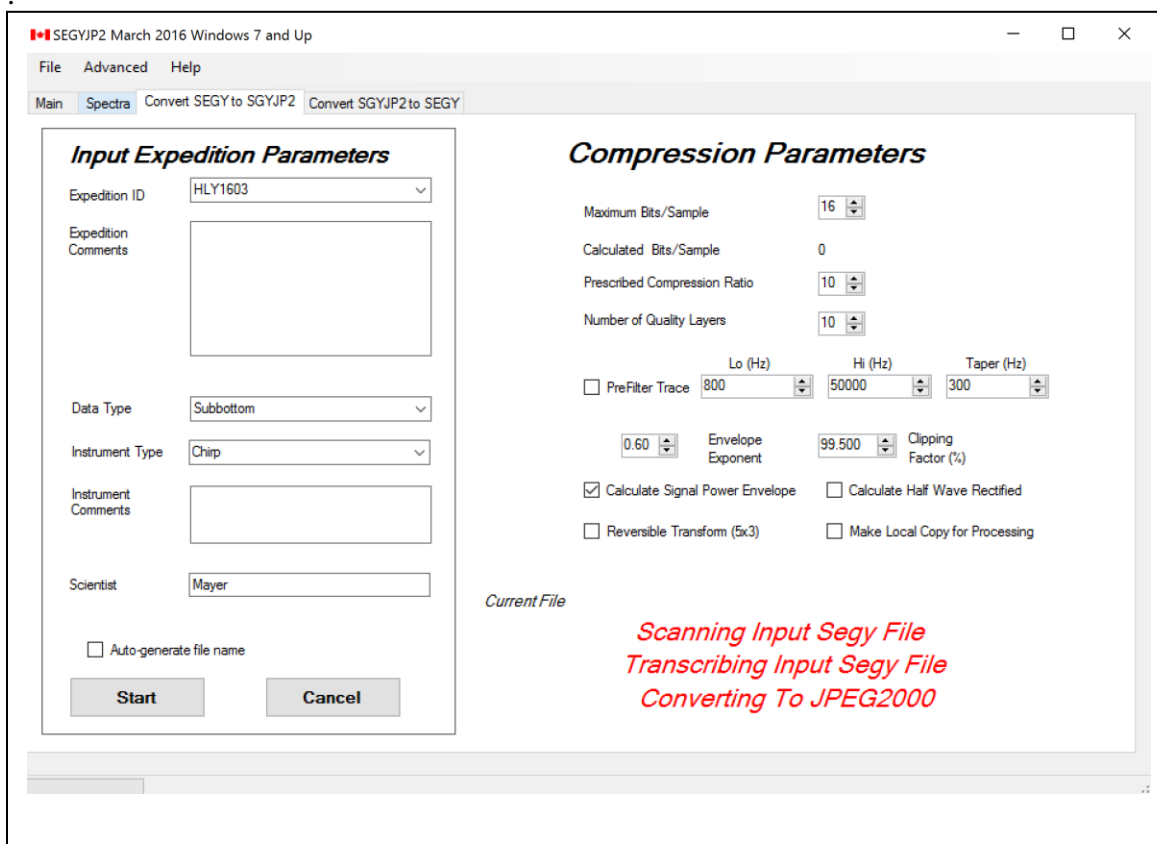 .
SEGYJP2 March 2016 Windows 7 and Up
File Advanced Help
Main Spectra Convert SEGY to SGYJP2 Convert SGYJP2 to SEGY
Input Expedition Parameters
Expedition ID HLY1603
Expedition
Comments
Data Type Subbottom
Instrument Type Chirp
Instrument
Comments
Scientist Mayer
Auto-generate file name
Start Cancel
Compression Parameters
Maximum Bits/Sample 16
Calculated Bits/Sample 0
Prescribed Compression Ratio 10
Number of Quality Layers 10
Lo (Hz) Hi (Hz) Taper (Hz)
PreFilter Trace 800 50000 300
0.60 Envelope
Exponent
99.500 Clipping
Factor (%)
Calculate Signal Power Envelope Calculate Half Wave Rectified
Reversible Transform (5x3) Make Local Copy for Processing
Current File
Scanning Input Segy File
Transcribing Input Segy File
Converting To JPEG2000